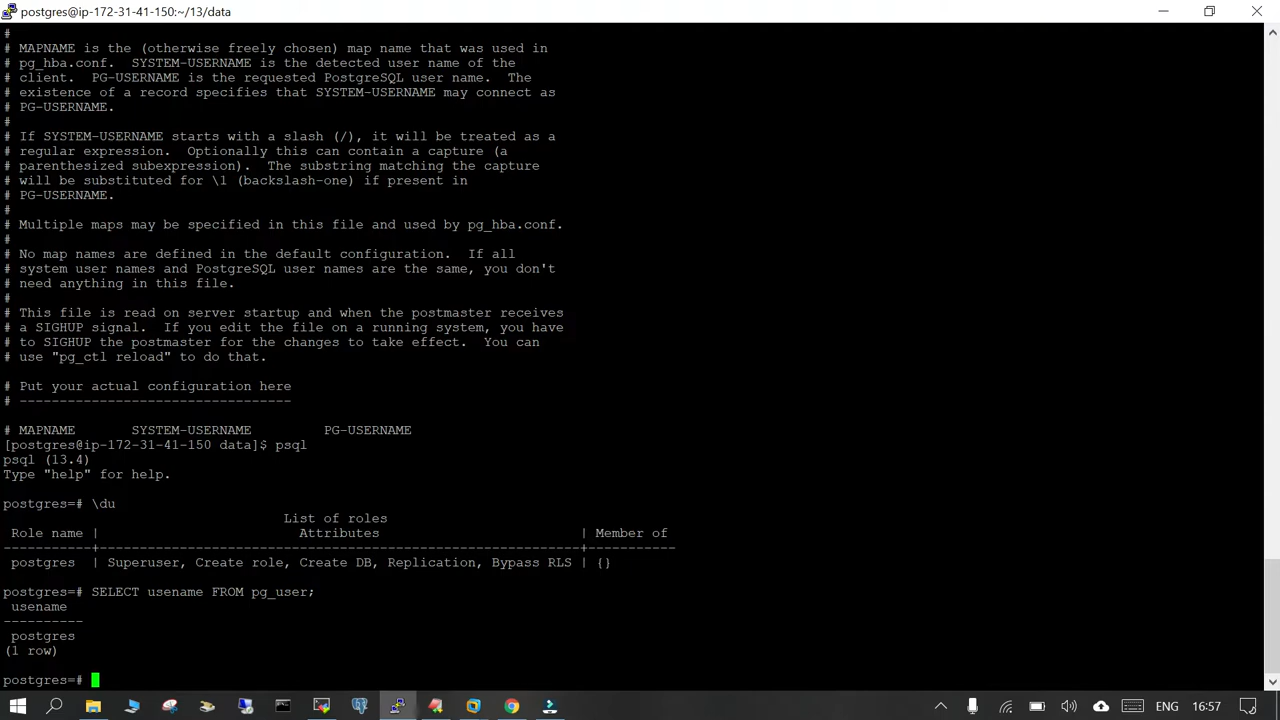 postgres@ip-172-31-41-150:~/13/data
#
# MAPNAME is the (otherwise freely chosen) map name that was used in
# pg_hba.conf.  SYSTEM-USERNAME is the detected user name of the
# client.  PG-USERNAME is the requested PostgreSQL user name.  The
# existence of a record specifies that SYSTEM-USERNAME may connect as
# PG-USERNAME.
#
# If SYSTEM-USERNAME starts with a slash (/), it will be treated as a
# regular expression.  Optionally this can contain a capture (a
# parenthesized subexpression).  The substring matching the capture
# will be substituted for \1 (backslash-one) if present in
# PG-USERNAME.
#
# Multiple maps may be specified in this file and used by pg_hba.conf.
#
# No map names are defined in the default configuration.  If all
# system user names and PostgreSQL user names are the same, you don't
# need anything in this file.
#
# This file is read on server startup and when the postmaster receives
# a SIGHUP signal.  If you edit the file on a running system, you have
# to SIGHUP the postmaster for the changes to take effect.  You can
# use "pg_ctl reload" to do that.

# Put your actual configuration here
# ----------------------------------

# MAPNAME       SYSTEM-USERNAME         PG-USERNAME
[postgres@ip-172-31-41-150 data]$ psql
psql (13.4)
Type "help" for help.

postgres=# \du
                                   List of roles
 Role name |                         Attributes                         | Member of
-----------+------------------------------------------------------------+-----------
 postgres  | Superuser, Create role, Create DB, Replication, Bypass RLS | {}

postgres=# SELECT usename FROM pg_user;
 usename
----------
 postgres
(1 row)

postgres=#
ENG 16:57